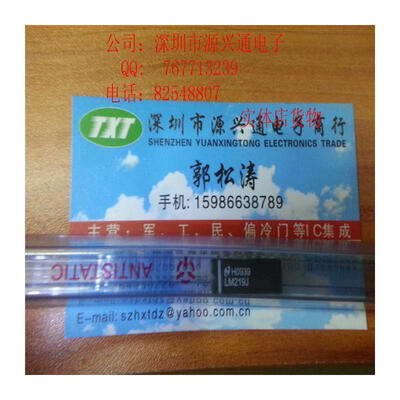 公司：深圳市源兴通电子
QQ: 767713239
电话：82548807
实体店货物
TXT 深圳市源兴通电子商行
SHENZHEN YUANXINGTONG ELECTRONICS TRADE
郭松涛
手机: 15986638789
主营：军、工、民、偏冷门等IC集成
ANTISTATIC
H0939
LM219J
E-mail: szhxtdz@yahoo.com.cn